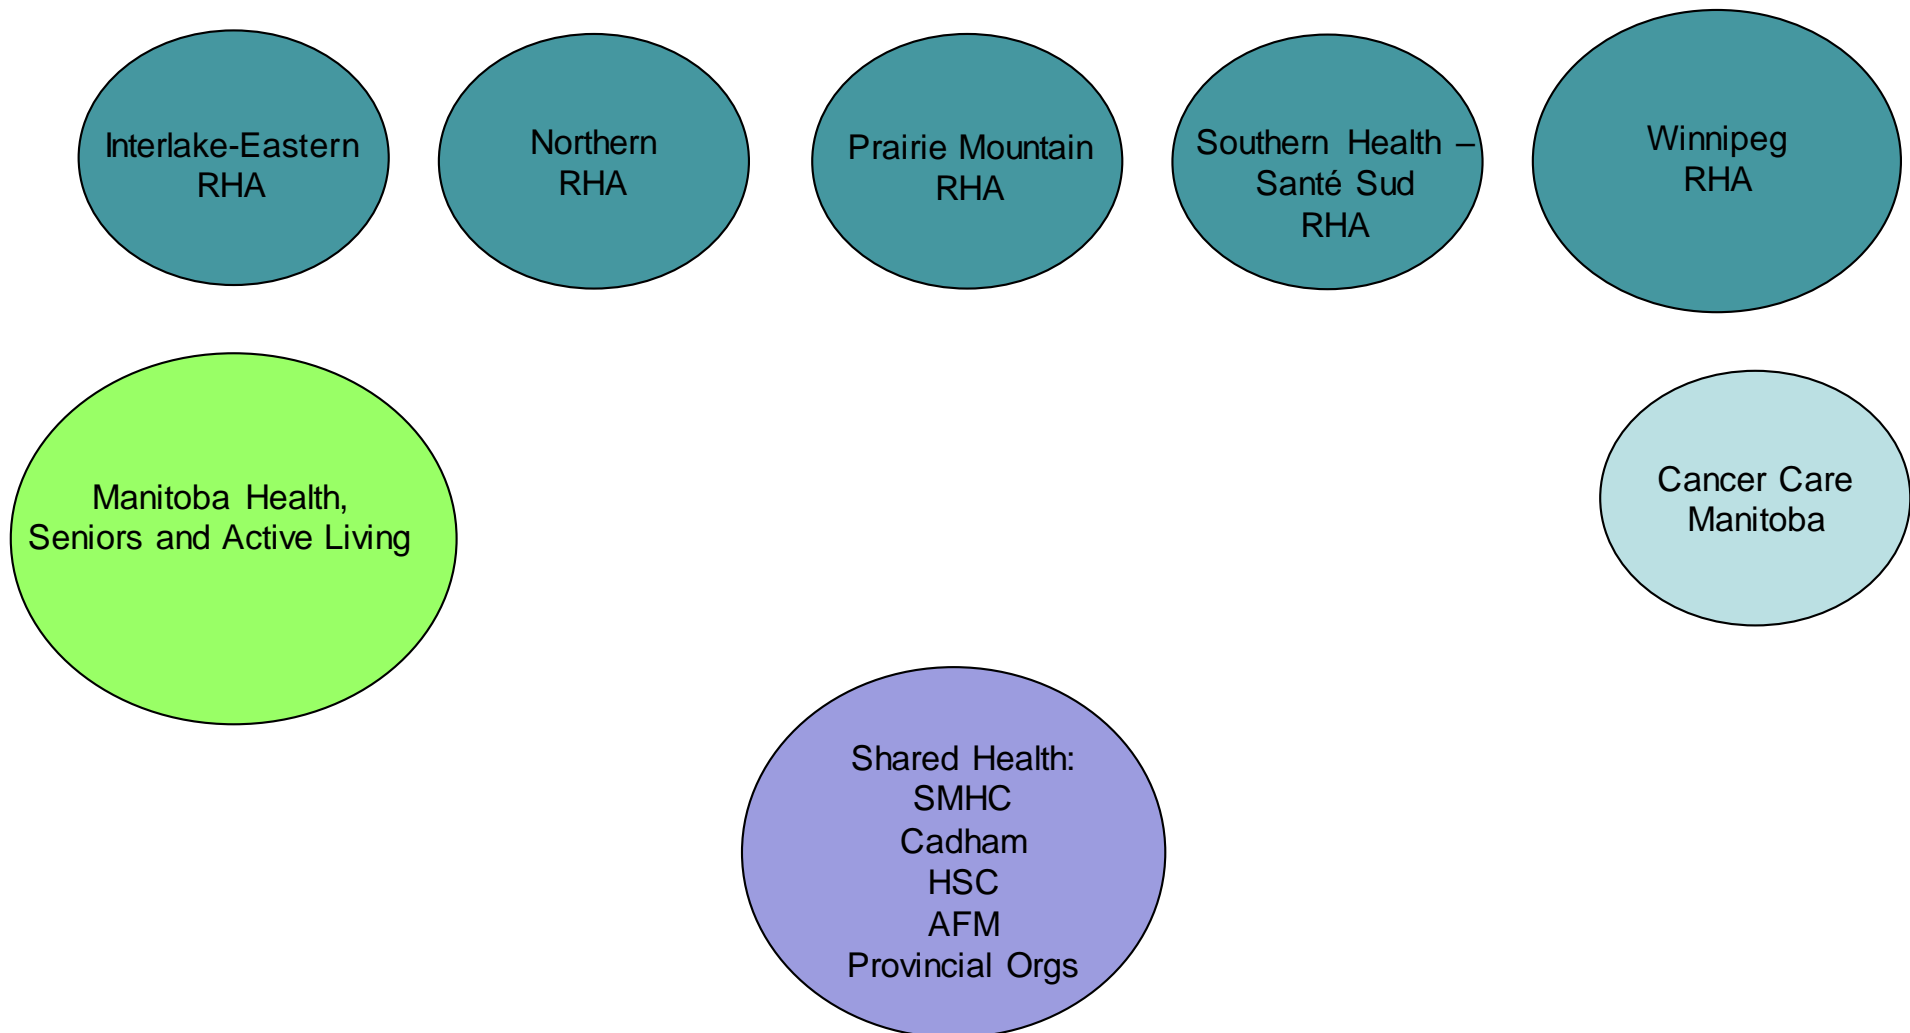 Interlake-Eastern
RHA
Northern
RHA
Prairie Mountain
RHA
Southern Health –
Santé Sud
RHA
Winnipeg
RHA
Manitoba Health,
Seniors and Active Living
Cancer Care
Manitoba
Shared Health:
SMHC
Cadham
HSC
AFM
Provincial Orgs